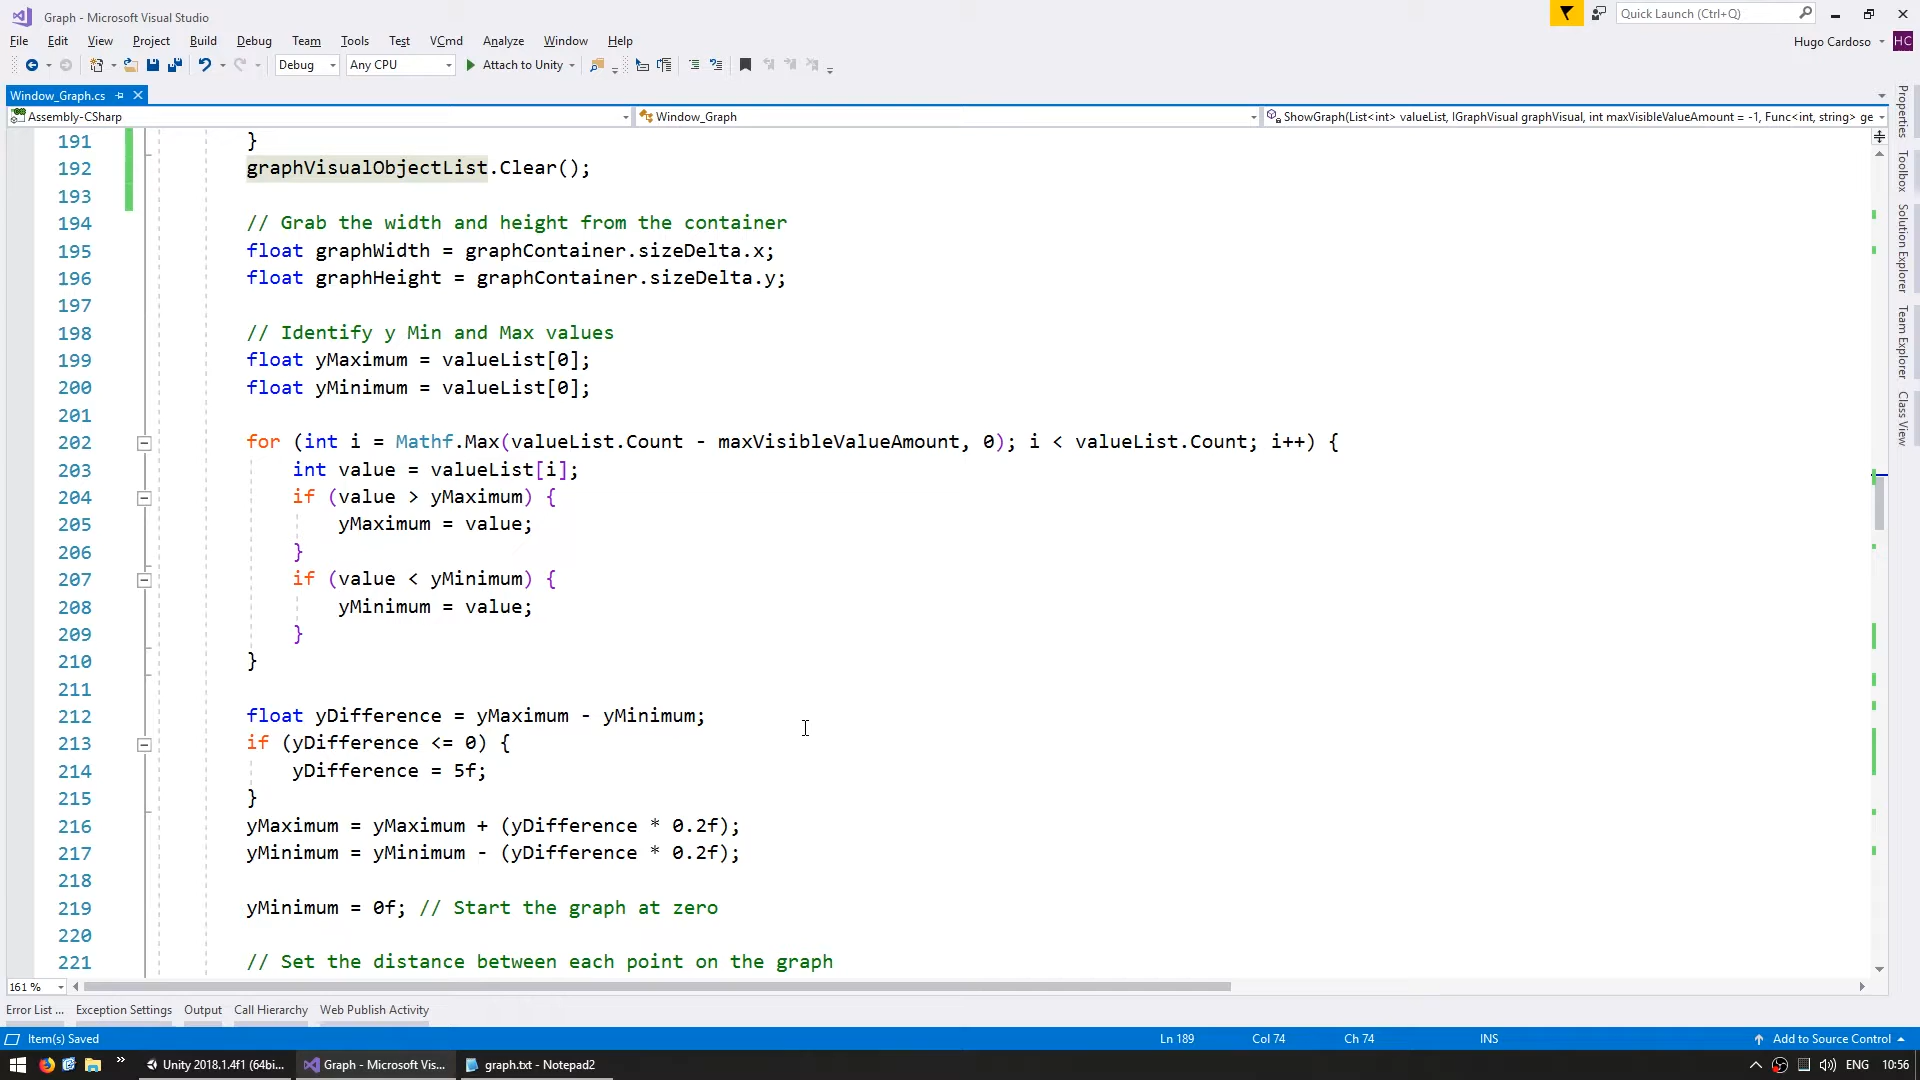 Graph - Microsoft Visual Studio
Quick Launch (Ctrl+Q)
File Edit View Project Build Debug Team Tools Test VCmd Analyze Window Help
Hugo Cardoso HC
Debug Any CPU Attach to Unity
Window_Graph.cs
Assembly-CSharp Window_Graph ShowGraph(List<int> valueList, IGraphVisual graphVisual, int maxVisibleValueAmount = -1, Func<int, string> ge
191 }
192 graphVisualObjectList.Clear();
193
194 // Grab the width and height from the container
195 float graphWidth = graphContainer.sizeDelta.x;
196 float graphHeight = graphContainer.sizeDelta.y;
197
198 // Identify y Min and Max values
199 float yMaximum = valueList[0];
200 float yMinimum = valueList[0];
201
202 for (int i = Mathf.Max(valueList.Count - maxVisibleValueAmount, 0); i < valueList.Count; i++) {
203 int value = valueList[i];
204 if (value > yMaximum) {
205 yMaximum = value;
206 }
207 if (value < yMinimum) {
208 yMinimum = value;
209 }
210 }
211
212 float yDifference = yMaximum - yMinimum;
213 if (yDifference <= 0) {
214 yDifference = 5f;
215 }
216 yMaximum = yMaximum + (yDifference * 0.2f);
217 yMinimum = yMinimum - (yDifference * 0.2f);
218
219 yMinimum = 0f; // Start the graph at zero
220
221 // Set the distance between each point on the graph
Properties
Toolbox
Solution Explorer
Team Explorer
Class View
161 %
Error List ... Exception Settings Output Call Hierarchy Web Publish Activity
Item(s) Saved Ln 189 Col 74 Ch 74 INS Add to Source Control
Unity 2018.1.4f1 (64bi... Graph - Microsoft Vis... graph.txt - Notepad2 ENG 10:56